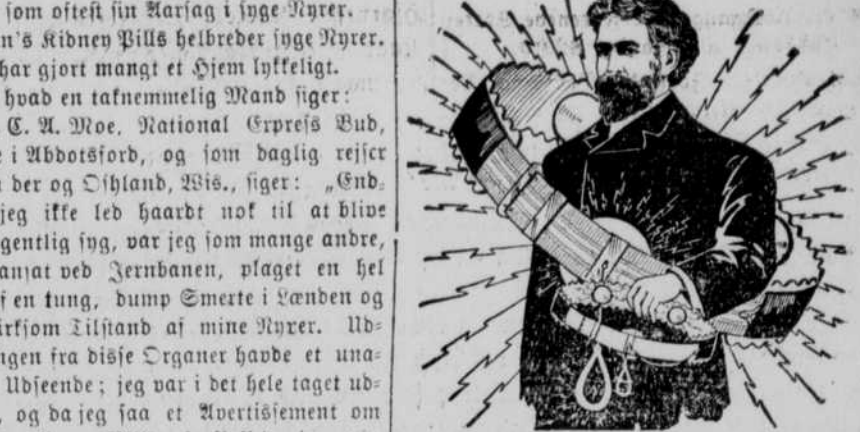 som oftest sin Aarsag i syge Nyrer.
n's Kidney Pills helbreder syge Nyrer.
har gjort mangt et Hjem lykkeligt.
hvad en taknemmelig Mand siger:
C. A. Moe, National Express Bud,
i Abbotsford, og som daglig rejser
der og Oshland, Wis., siger: „End-
jeg ikke led haardt nok til at blive
gentlig syg, var jeg som mange andre,
ansat ved Jernbanen, plaget en hel
f en tung, dump Smerte i Lænden og
irksom Tilstand af mine Nyrer. Ud-
ngen fra disse Organer havde et una-
Udseende; jeg var i det hele taget ud-
, og da jeg saa et Avertissement om